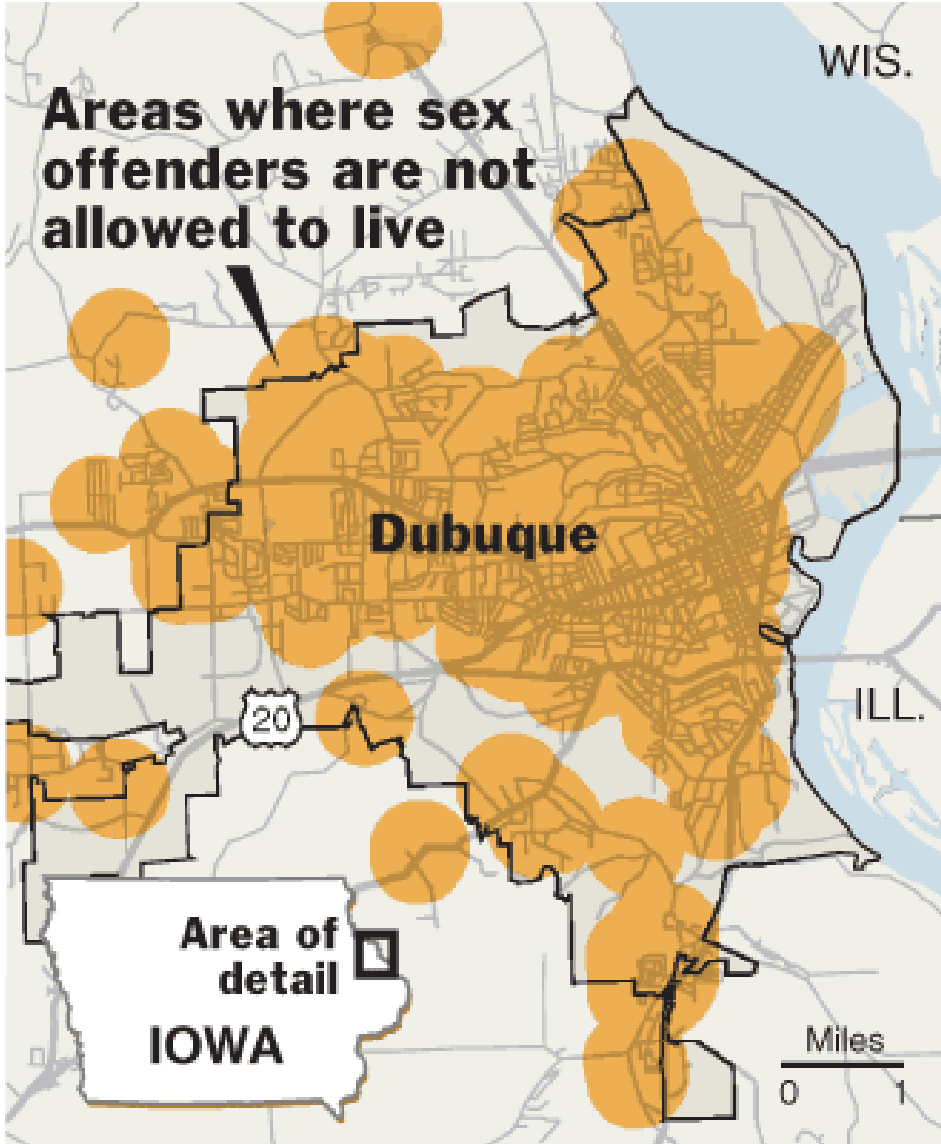 WIS.
Areas where sex
offenders are not
allowed to live
Dubuque
ILL.
20
Area of
detail
IOWA
Miles
0 1